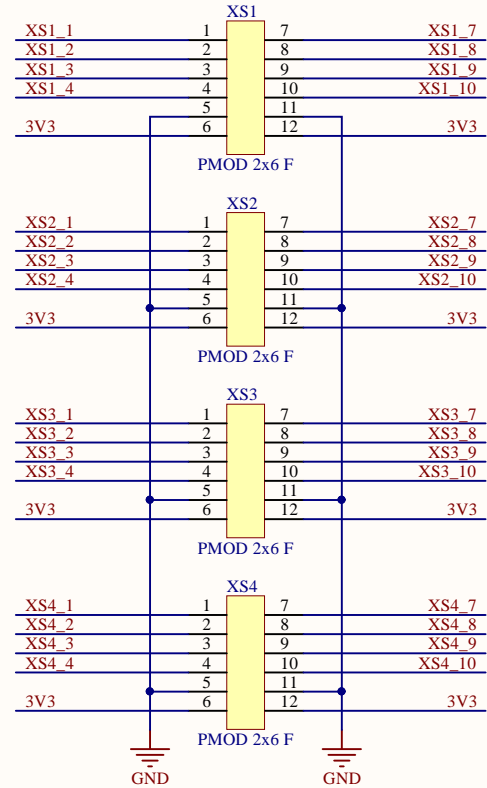 XS1
XS1_1 1 7 XS1_7
XS1_2 2 8 XS1_8
XS1_3 3 9 XS1_9
XS1_4 4 10 XS1_10
5 11
3V3 6 12 3V3
PMOD 2x6 F
XS2
XS2_1 1 7 XS2_7
XS2_2 2 8 XS2_8
XS2_3 3 9 XS2_9
XS2_4 4 10 XS2_10
5 11
3V3 6 12 3V3
PMOD 2x6 F
XS3
XS3_1 1 7 XS3_7
XS3_2 2 8 XS3_8
XS3_3 3 9 XS3_9
XS3_4 4 10 XS3_10
5 11
3V3 6 12 3V3
PMOD 2x6 F
XS4
XS4_1 1 7 XS4_7
XS4_2 2 8 XS4_8
XS4_3 3 9 XS4_9
XS4_4 4 10 XS4_10
5 11
3V3 6 12 3V3
PMOD 2x6 F
GND GND